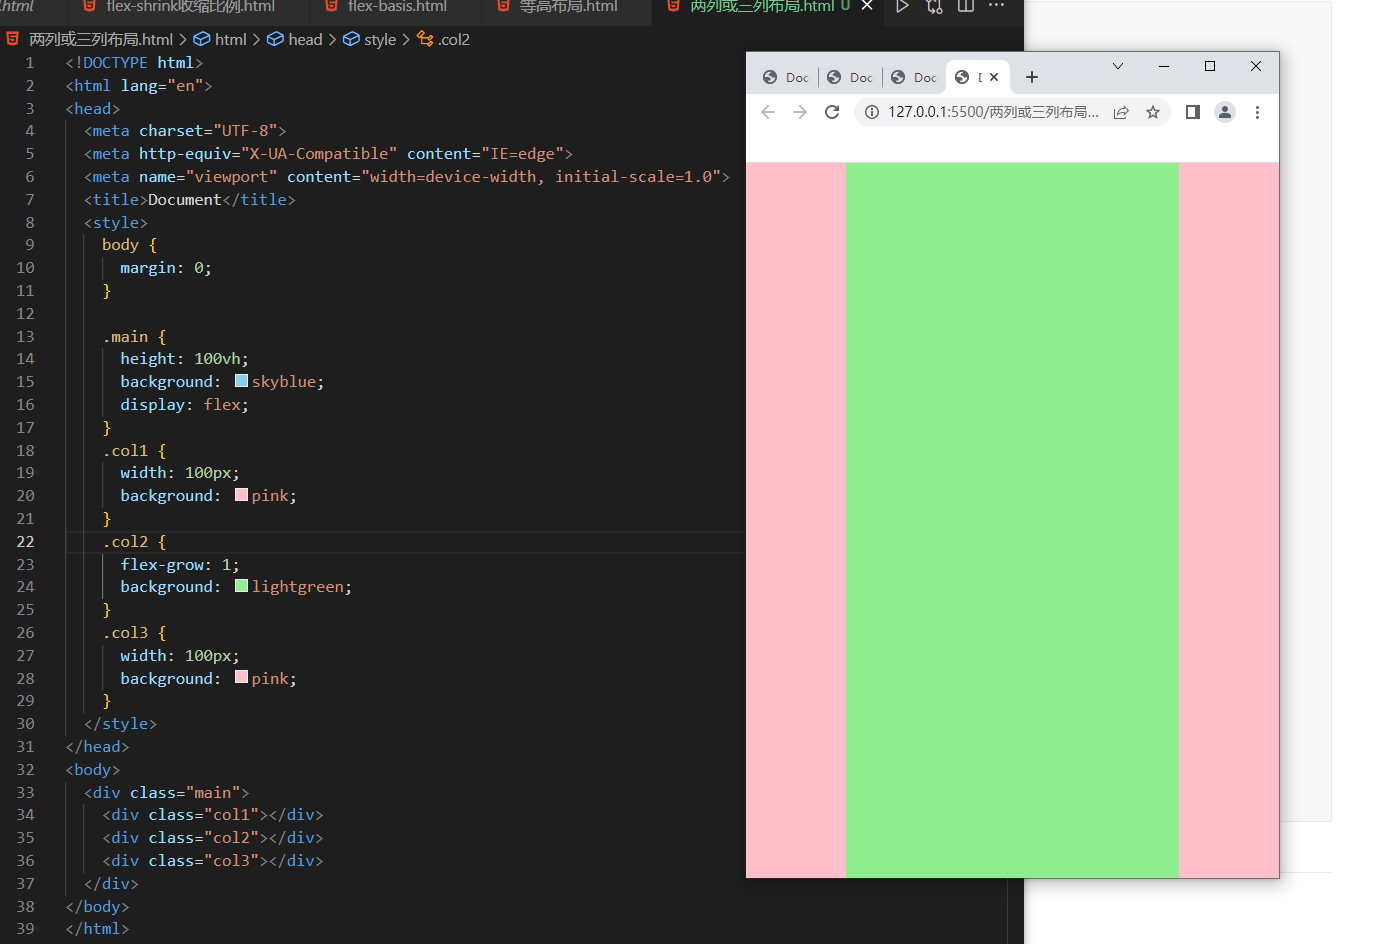 .html
flex-shrink收缩比例.html
flex-basis.html
等高布局.html
两列或三列布局.html U
两列或三列布局.html > html > head > style > .col2
1 <!DOCTYPE html>
2 <html lang="en">
3 <head>
4 <meta charset="UTF-8">
5 <meta http-equiv="X-UA-Compatible" content="IE=edge">
6 <meta name="viewport" content="width=device-width, initial-scale=1.0">
7 <title>Document</title>
8 <style>
9 body {
10 margin: 0;
11 }
12
13 .main {
14 height: 100vh;
15 background: skyblue;
16 display: flex;
17 }
18 .col1 {
19 width: 100px;
20 background: pink;
21 }
22 .col2 {
23 flex-grow: 1;
24 background: lightgreen;
25 }
26 .col3 {
27 width: 100px;
28 background: pink;
29 }
30 </style>
31 </head>
32 <body>
33 <div class="main">
34 <div class="col1"></div>
35 <div class="col2"></div>
36 <div class="col3"></div>
37 </div>
38 </body>
39 </html>
Doc
Doc
Doc
127.0.0.1:5500/两列或三列布局...